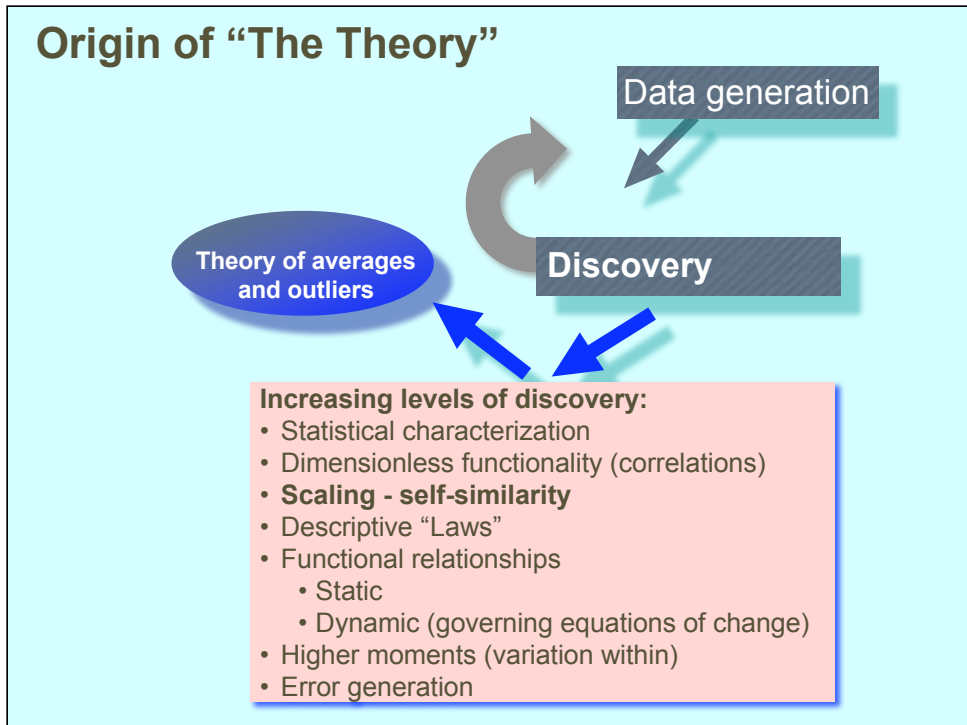 Origin of “The Theory”
Data generation
Discovery
Theory of averages
and outliers
Increasing levels of discovery:
• Statistical characterization
• Dimensionless functionality (correlations)
• Scaling - self-similarity
• Descriptive “Laws”
• Functional relationships
• Static
• Dynamic (governing equations of change)
• Higher moments (variation within)
• Error generation